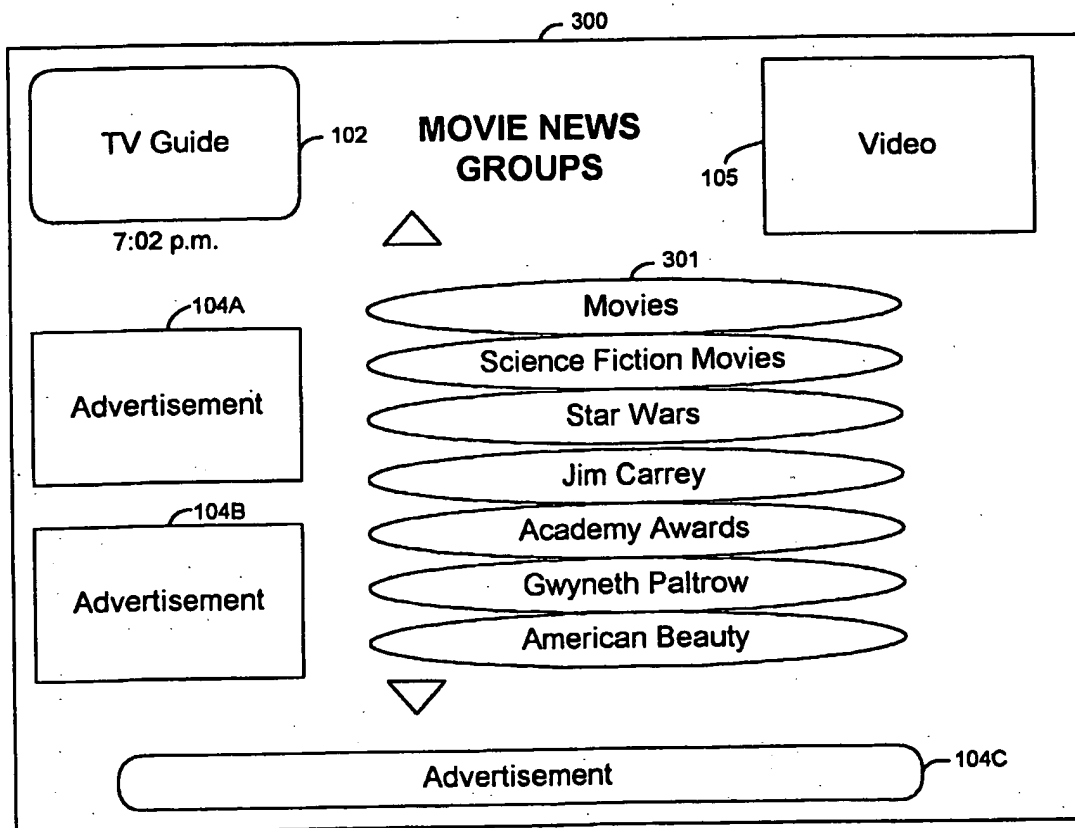 300
TV Guide
102
MOVIE NEWS
GROUPS
105
Video
7:02 p.m.
301
Movies
Science Fiction Movies
Star Wars
Jim Carrey
Academy Awards
Gwyneth Paltrow
American Beauty
104A
Advertisement
104B
Advertisement
Advertisement
104C